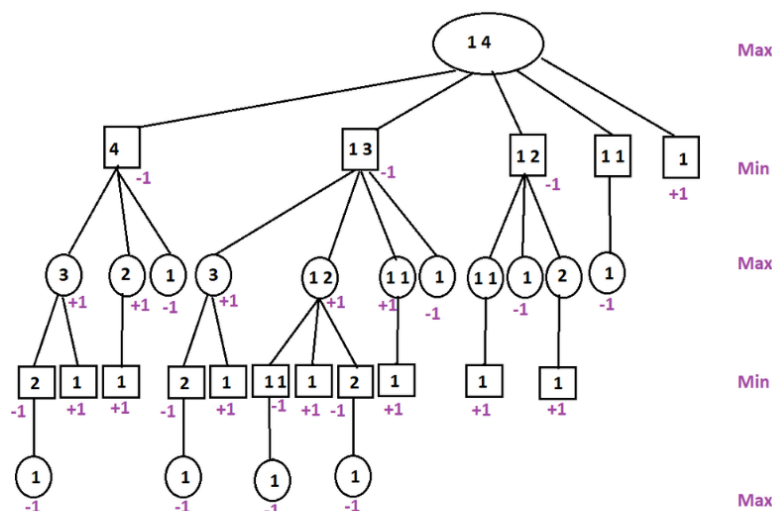 1 4 Max
4 1 3 1 2 1 1 1 Min
-1 -1 -1 +1
3 2 1 3 1 2 1 1 1 1 1 1 2 1 Max
+1 +1 -1 +1 +1 +1 -1 -1 -1
2 1 1 2 1 1 1 1 2 1 1 1 Min
-1 +1 +1 -1 +1 -1 +1 -1 +1 +1 +1
1 1 1 1
-1 -1 -1 -1 Max